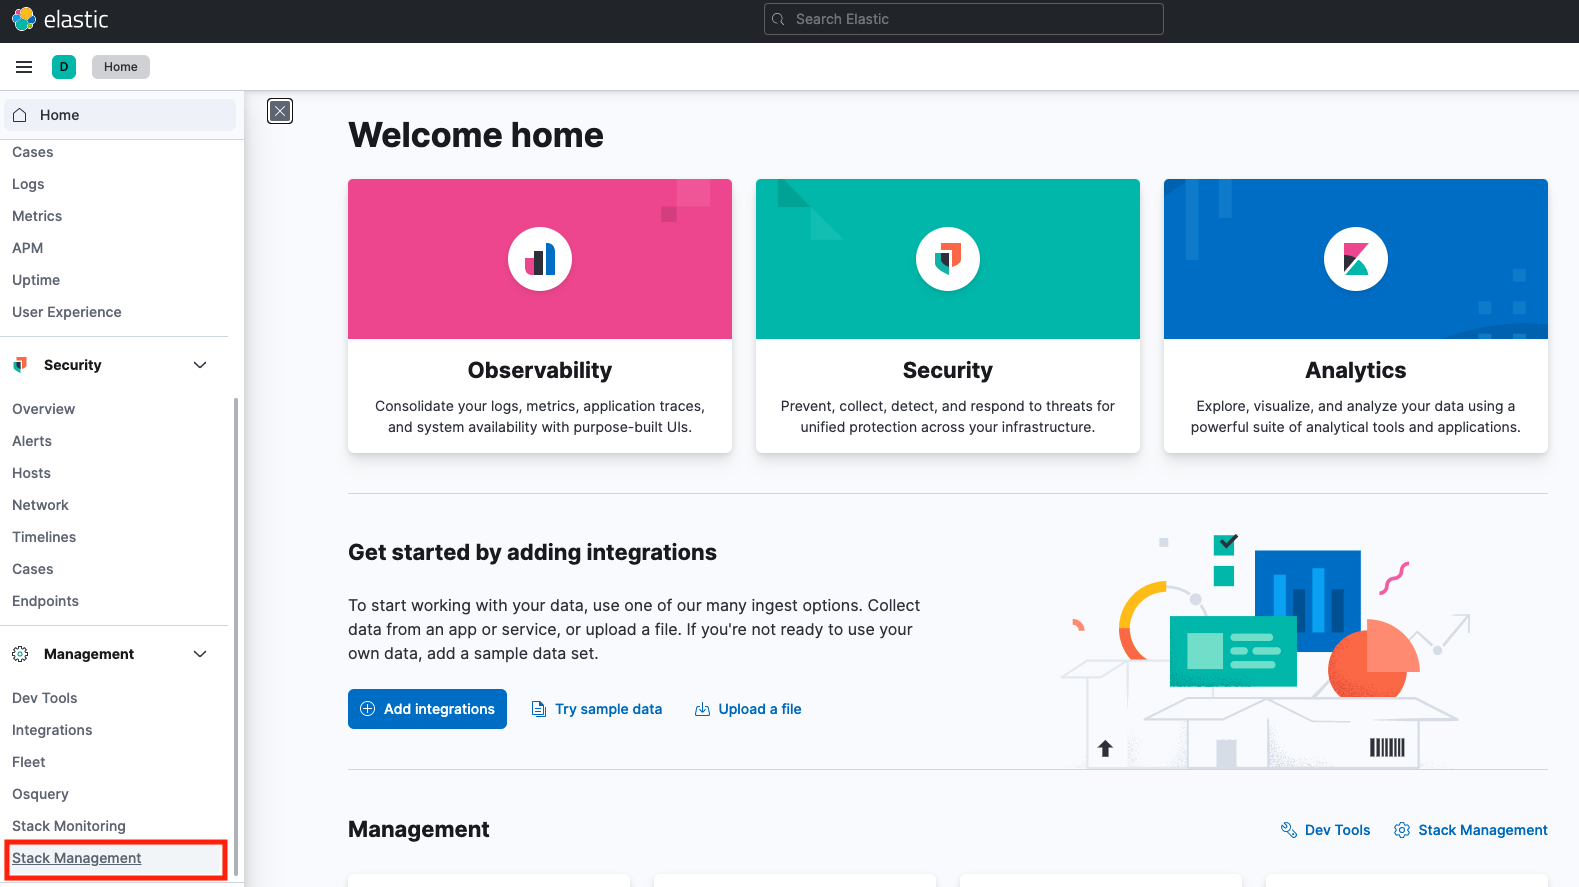 elastic
Search Elastic
D
Home
Home
Cases
Logs
Metrics
APM
Uptime
User Experience
Security
Overview
Alerts
Hosts
Network
Timelines
Cases
Endpoints
Management
Dev Tools
Integrations
Fleet
Osquery
Stack Monitoring
Stack Management
Welcome home
Observability
Consolidate your logs, metrics, application traces,
and system availability with purpose-built UIs.
Security
Prevent, collect, detect, and respond to threats for
unified protection across your infrastructure.
Analytics
Explore, visualize, and analyze your data using a
powerful suite of analytical tools and applications.
Get started by adding integrations
To start working with your data, use one of our many ingest options. Collect
data from an app or service, or upload a file. If you're not ready to use your
own data, add a sample data set.
Add integrations
Try sample data
Upload a file
Management
Dev Tools
Stack Management